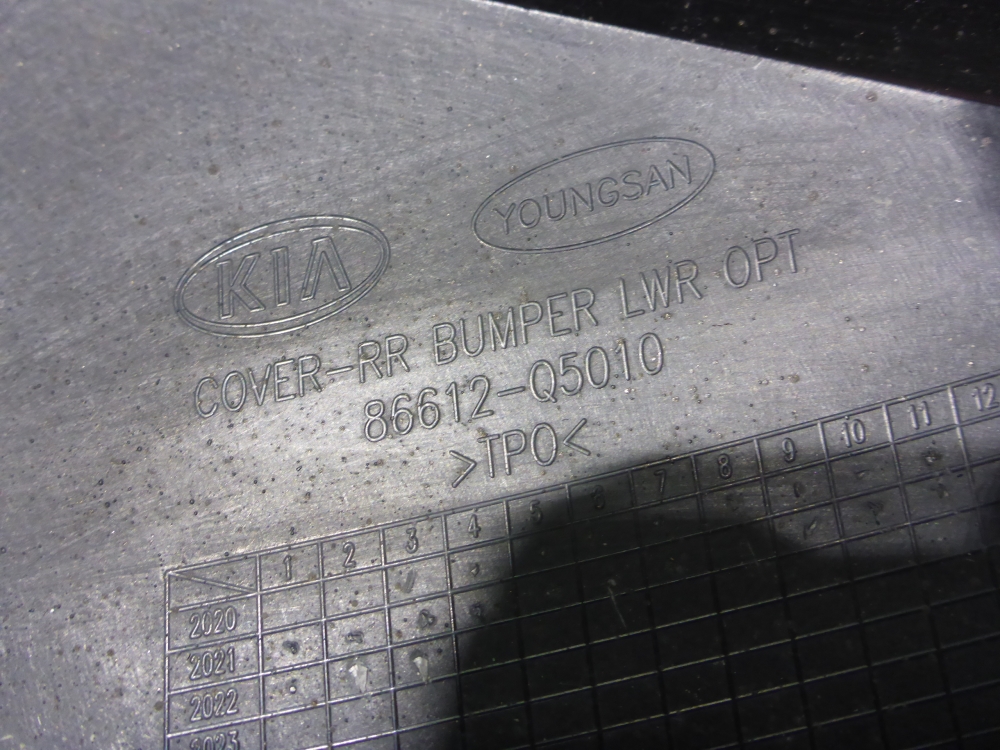 YOUNGSAN
KIA
COVER-RR BUMPER LWR OPT
86612-Q5010
>TPO<
1 2 3 4 5 6 7 8 9 10 11 12
2020
2021
2022
2023